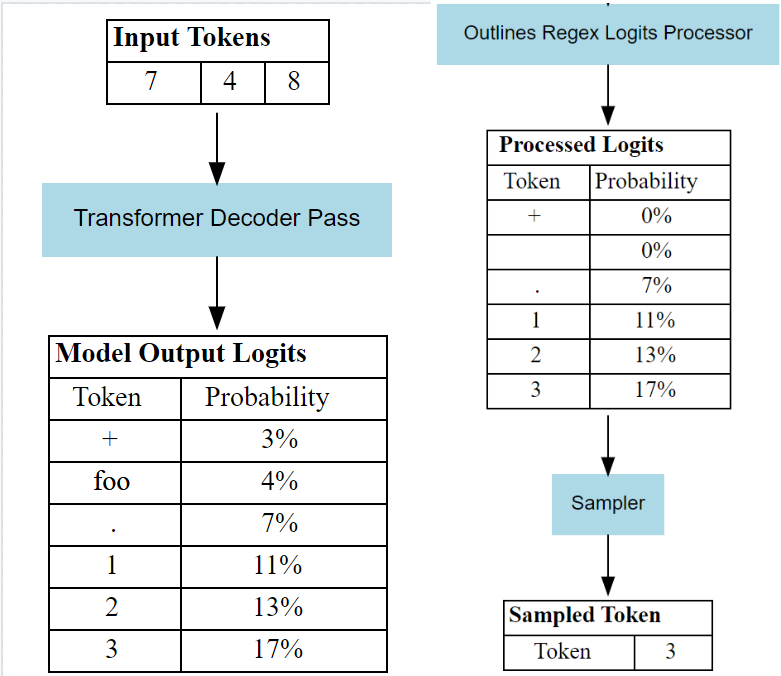 Input Tokens
7 4 8
Transformer Decoder Pass
Model Output Logits
Token Probability
+ 3%
foo 4%
. 7%
1 11%
2 13%
3 17%
Outlines Regex Logits Processor
Processed Logits
Token Probability
+ 0%
0%
. 7%
1 11%
2 13%
3 17%
Sampler
Sampled Token
Token 3